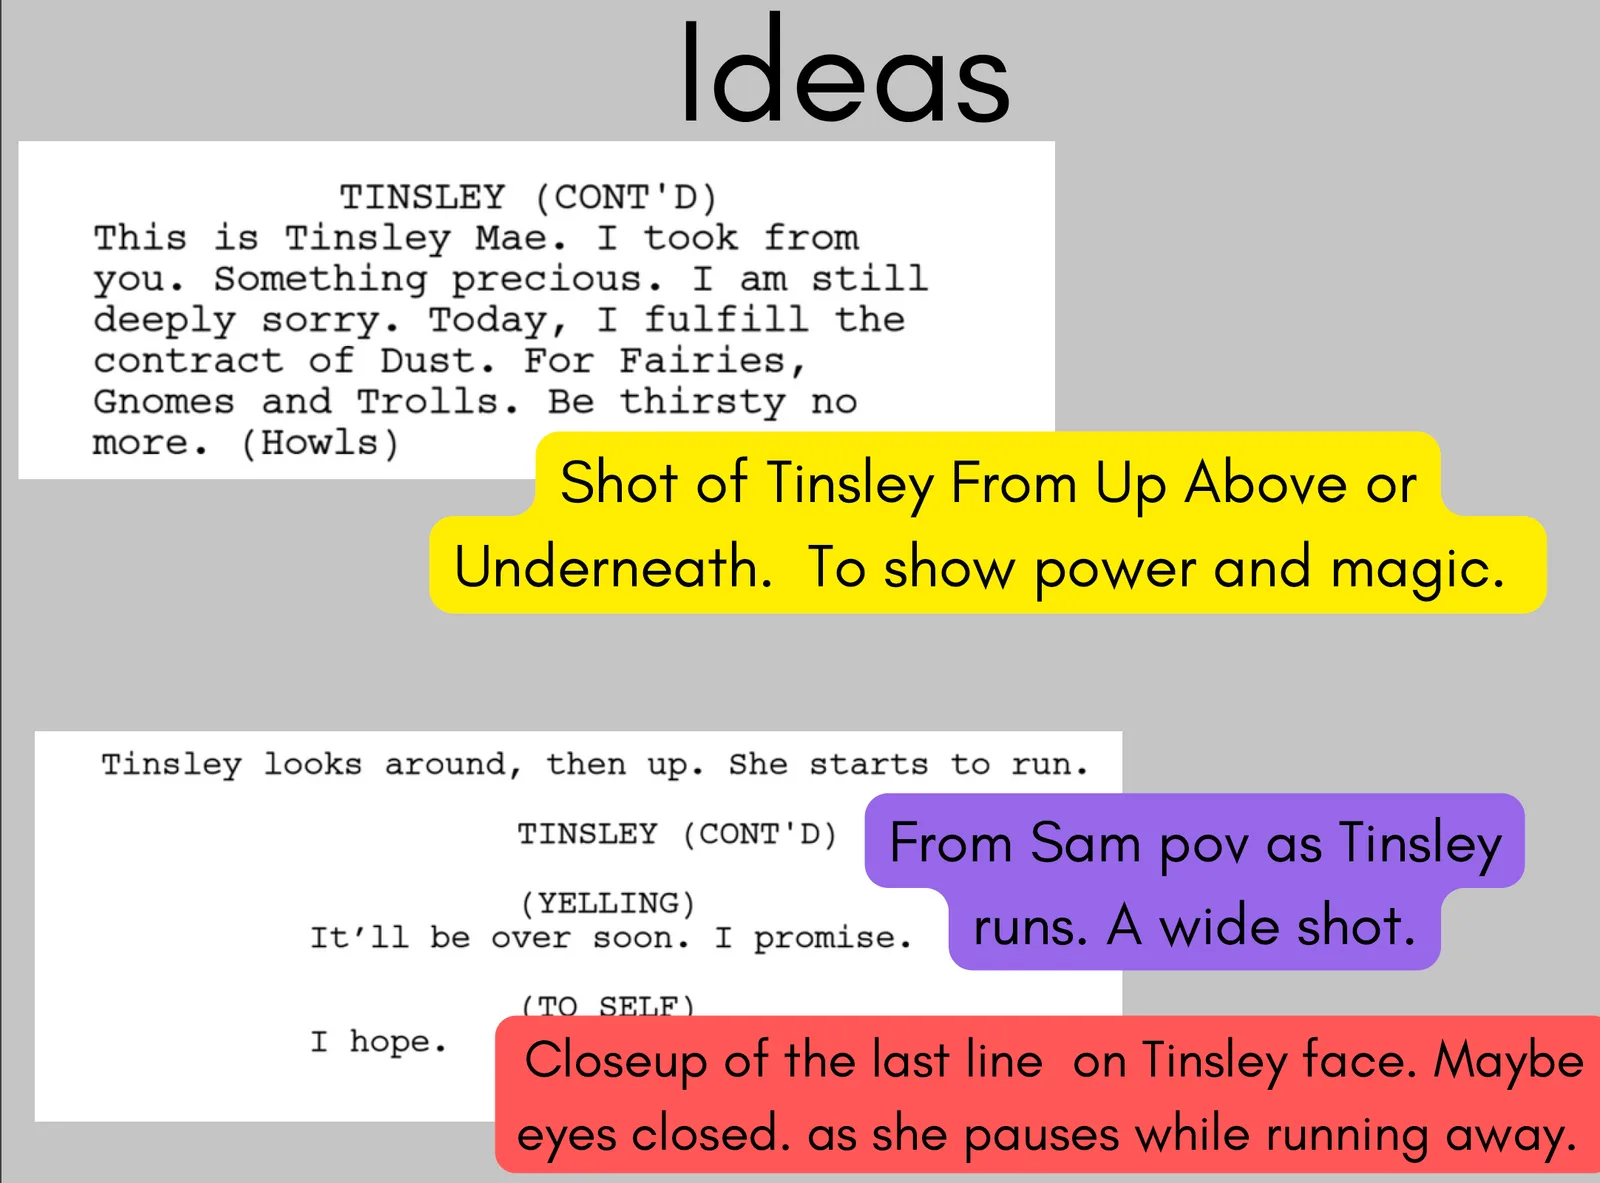 Ideas
TINSLEY (CONT'D)
This is Tinsley Mae. I took from
you. Something precious. I am still
deeply sorry. Today, I fulfill the
contract of Dust. For Fairies,
Gnomes and Trolls. Be thirsty no
more. (Howls)
Shot of Tinsley From Up Above or
Underneath.  To show power and magic.
Tinsley looks around, then up. She starts to run.
TINSLEY (CONT'D)
(YELLING)
It’ll be over soon. I promise.
From Sam pov as Tinsley
runs. A wide shot.
(TO SELF)
I hope.
Closeup of the last line  on Tinsley face. Maybe
eyes closed. as she pauses while running away.